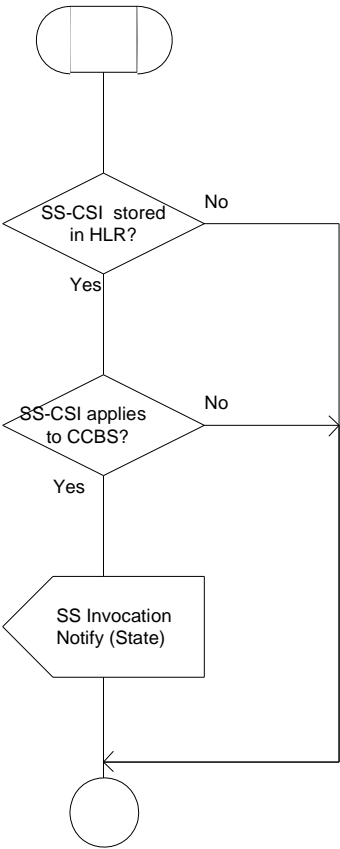 SS-CSI stored
in HLR?
No
Yes
SS-CSI applies
to CCBS?
No
Yes
SS Invocation
Notify (State)